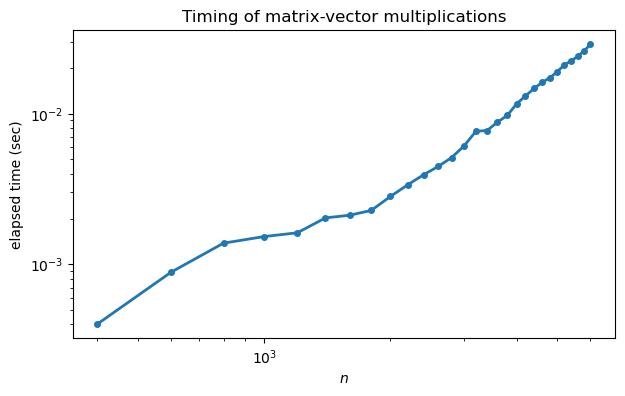 Timing of matrix-vector multiplications
elapsed time (sec)
10⁻²
10⁻³
10³
n